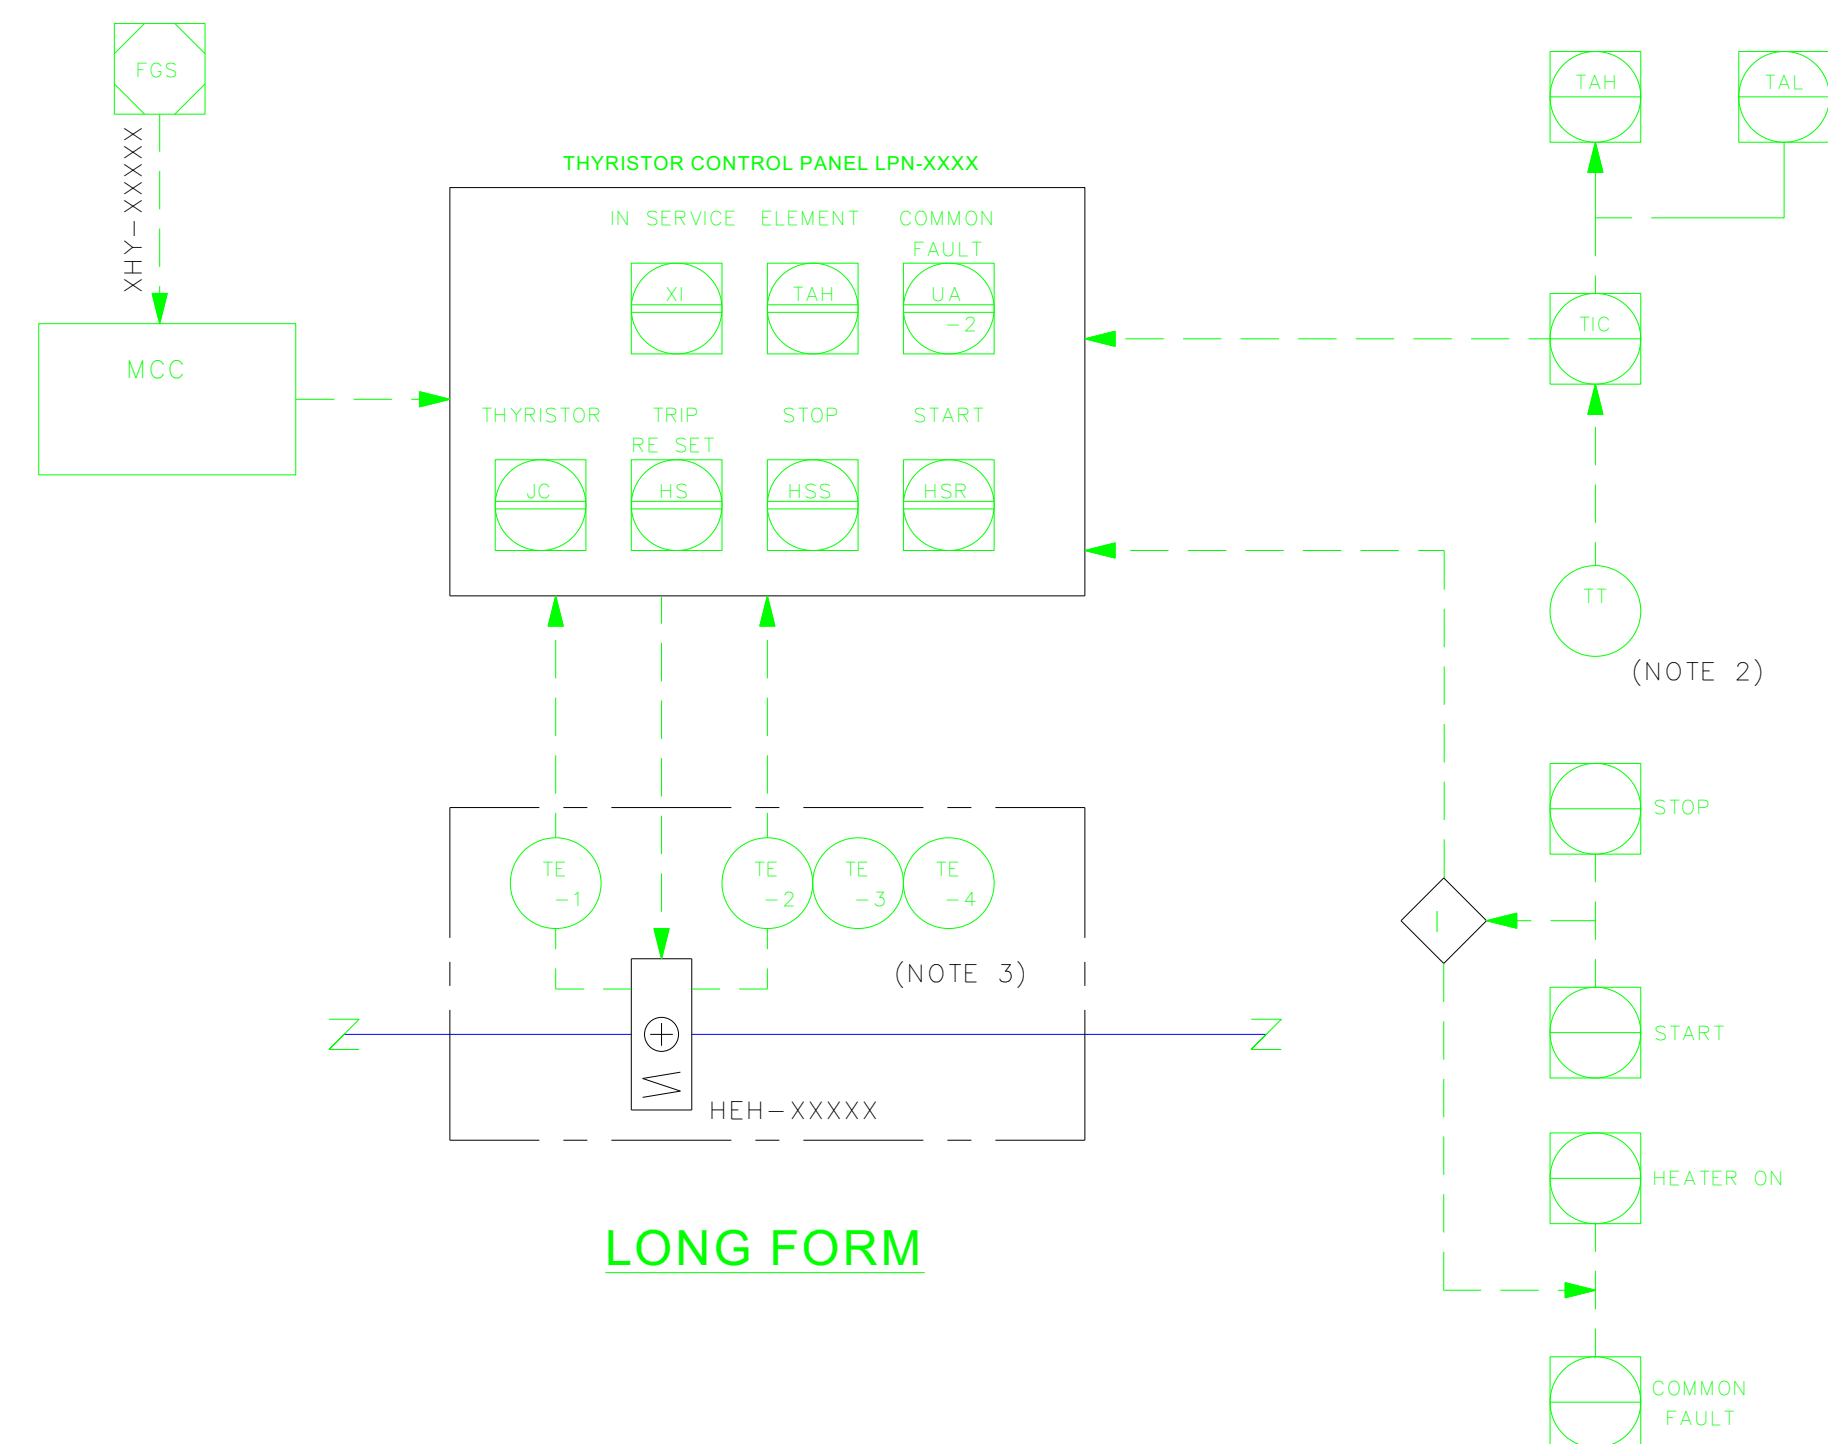 FGS
XHY-XXXXX
MCC
THYRISTOR CONTROL PANEL LPN-XXXX
IN SERVICE
ELEMENT
COMMON
FAULT
XI
TAH
UA
-2
THYRISTOR
TRIP
RE SET
STOP
START
JC
HS
HSS
HSR
TAH
TAL
TIC
TT
(NOTE 2)
TE
-1
TE
-2
TE
-3
TE
-4
(NOTE 3)
HEH-XXXXX
I
STOP
START
HEATER ON
COMMON
FAULT
LONG FORM